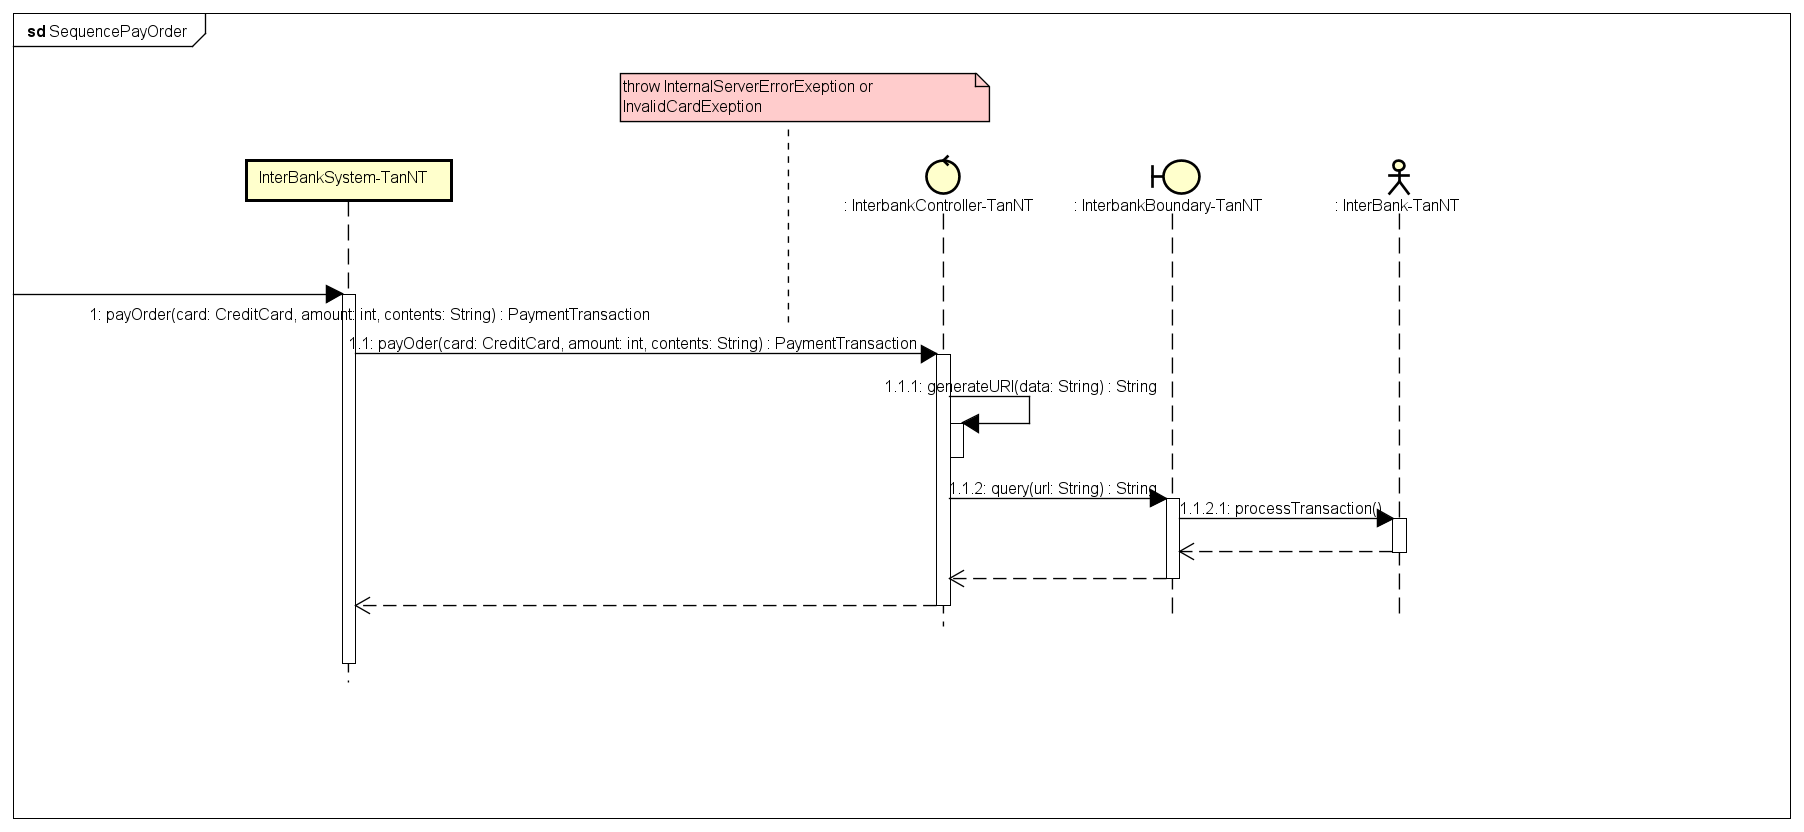 sd SequencePayOrder
throw InternalServerErrorExeption or
InvalidCardExeption
InterBankSystem-TanNT
: InterbankController-TanNT
: InterbankBoundary-TanNT
: InterBank-TanNT
1: payOrder(card: CreditCard, amount: int, contents: String) : PaymentTransaction
1.1: payOder(card: CreditCard, amount: int, contents: String) : PaymentTransaction
1.1.1: generateURl(data: String) : String
1.1.2: query(url: String) : String
1.1.2.1: processTransaction()